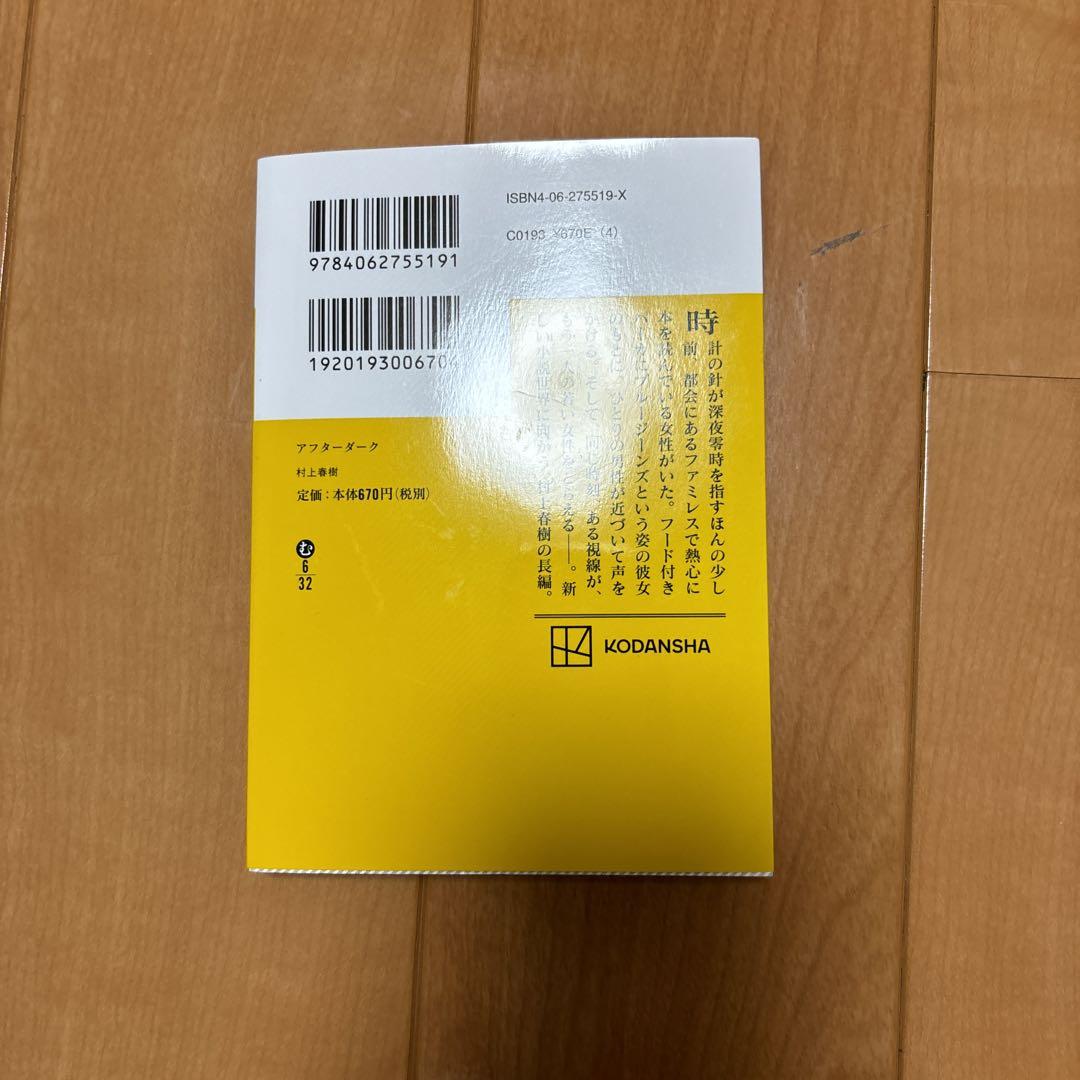 ISBN4-06-275519-X
C0193 ¥670E (4)
9784062755191
1920193006704
時計の針が深夜零時を指すほんの少し
前、都会にあるファミレスで熱心に
本を読んでいる女性がいた。フード付き
パーカにブルージーンズという姿の彼女
のもとに、ひとりの男性が近づいて声を
かける。そして、同じ時刻、ある視線が、
もう一人の若い女性をとらえる――。新
しい小説世界に向かう、村上春樹の長編。
アフターダーク
村上春樹
定価：本体670円（税別）
む
6
32
KODANSHA